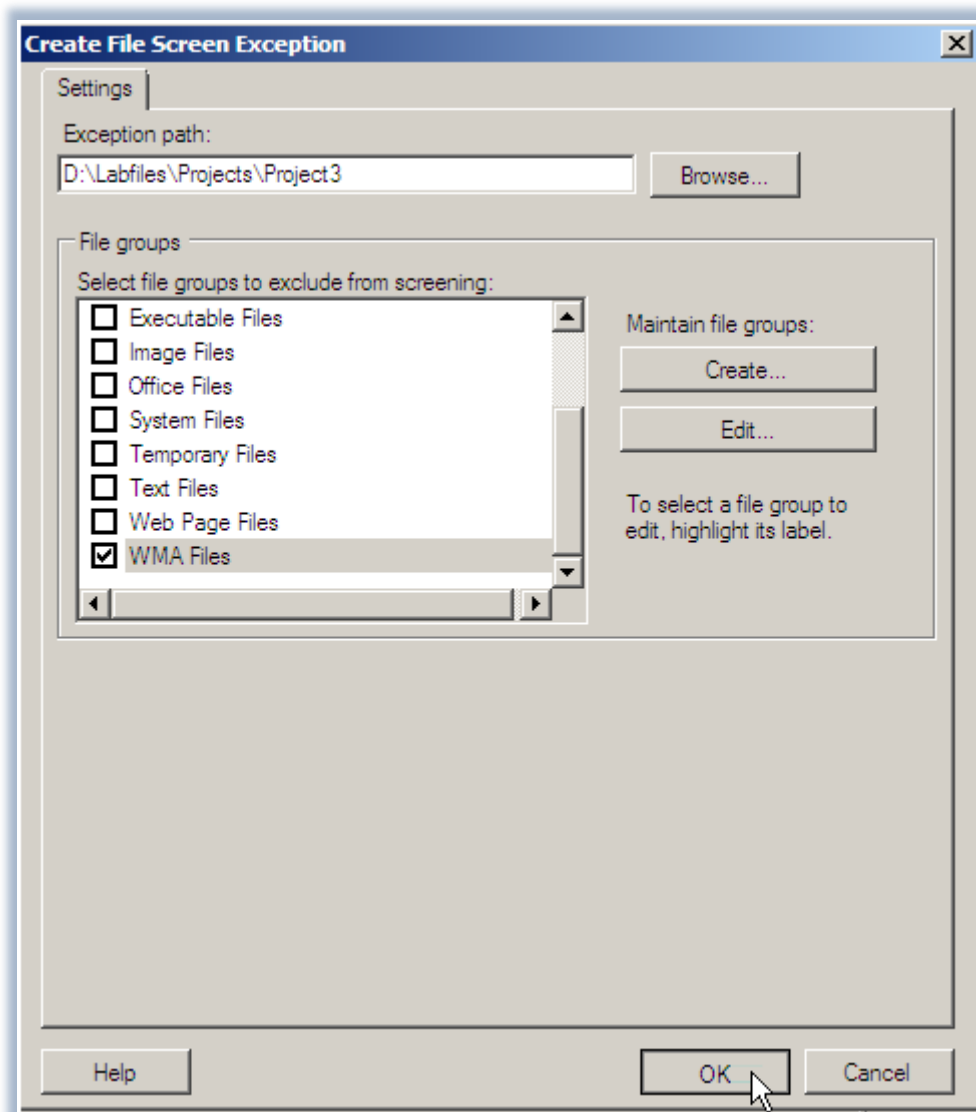 Create File Screen Exception
Settings
Exception path:
D:\Labfiles\Projects\Project3
Browse...
File groups
Select file groups to exclude from screening:
Executable Files
Image Files
Office Files
System Files
Temporary Files
Text Files
Web Page Files
WMA Files
Maintain file groups:
Create...
Edit...
To select a file group to
edit, highlight its label.
Help
OK
Cancel